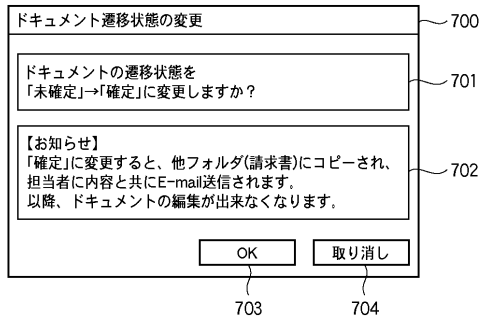 ドキュメント遷移状態の変更
700
ドキュメントの遷移状態を
「未確定」→「確定」に変更しますか？
701
【お知らせ】
「確定」に変更すると、他フォルダ(請求書)にコピーされ、
担当者に内容と共にE-mail送信されます。
以降、ドキュメントの編集が出来なくなります。
702
OK
取り消し
703
704